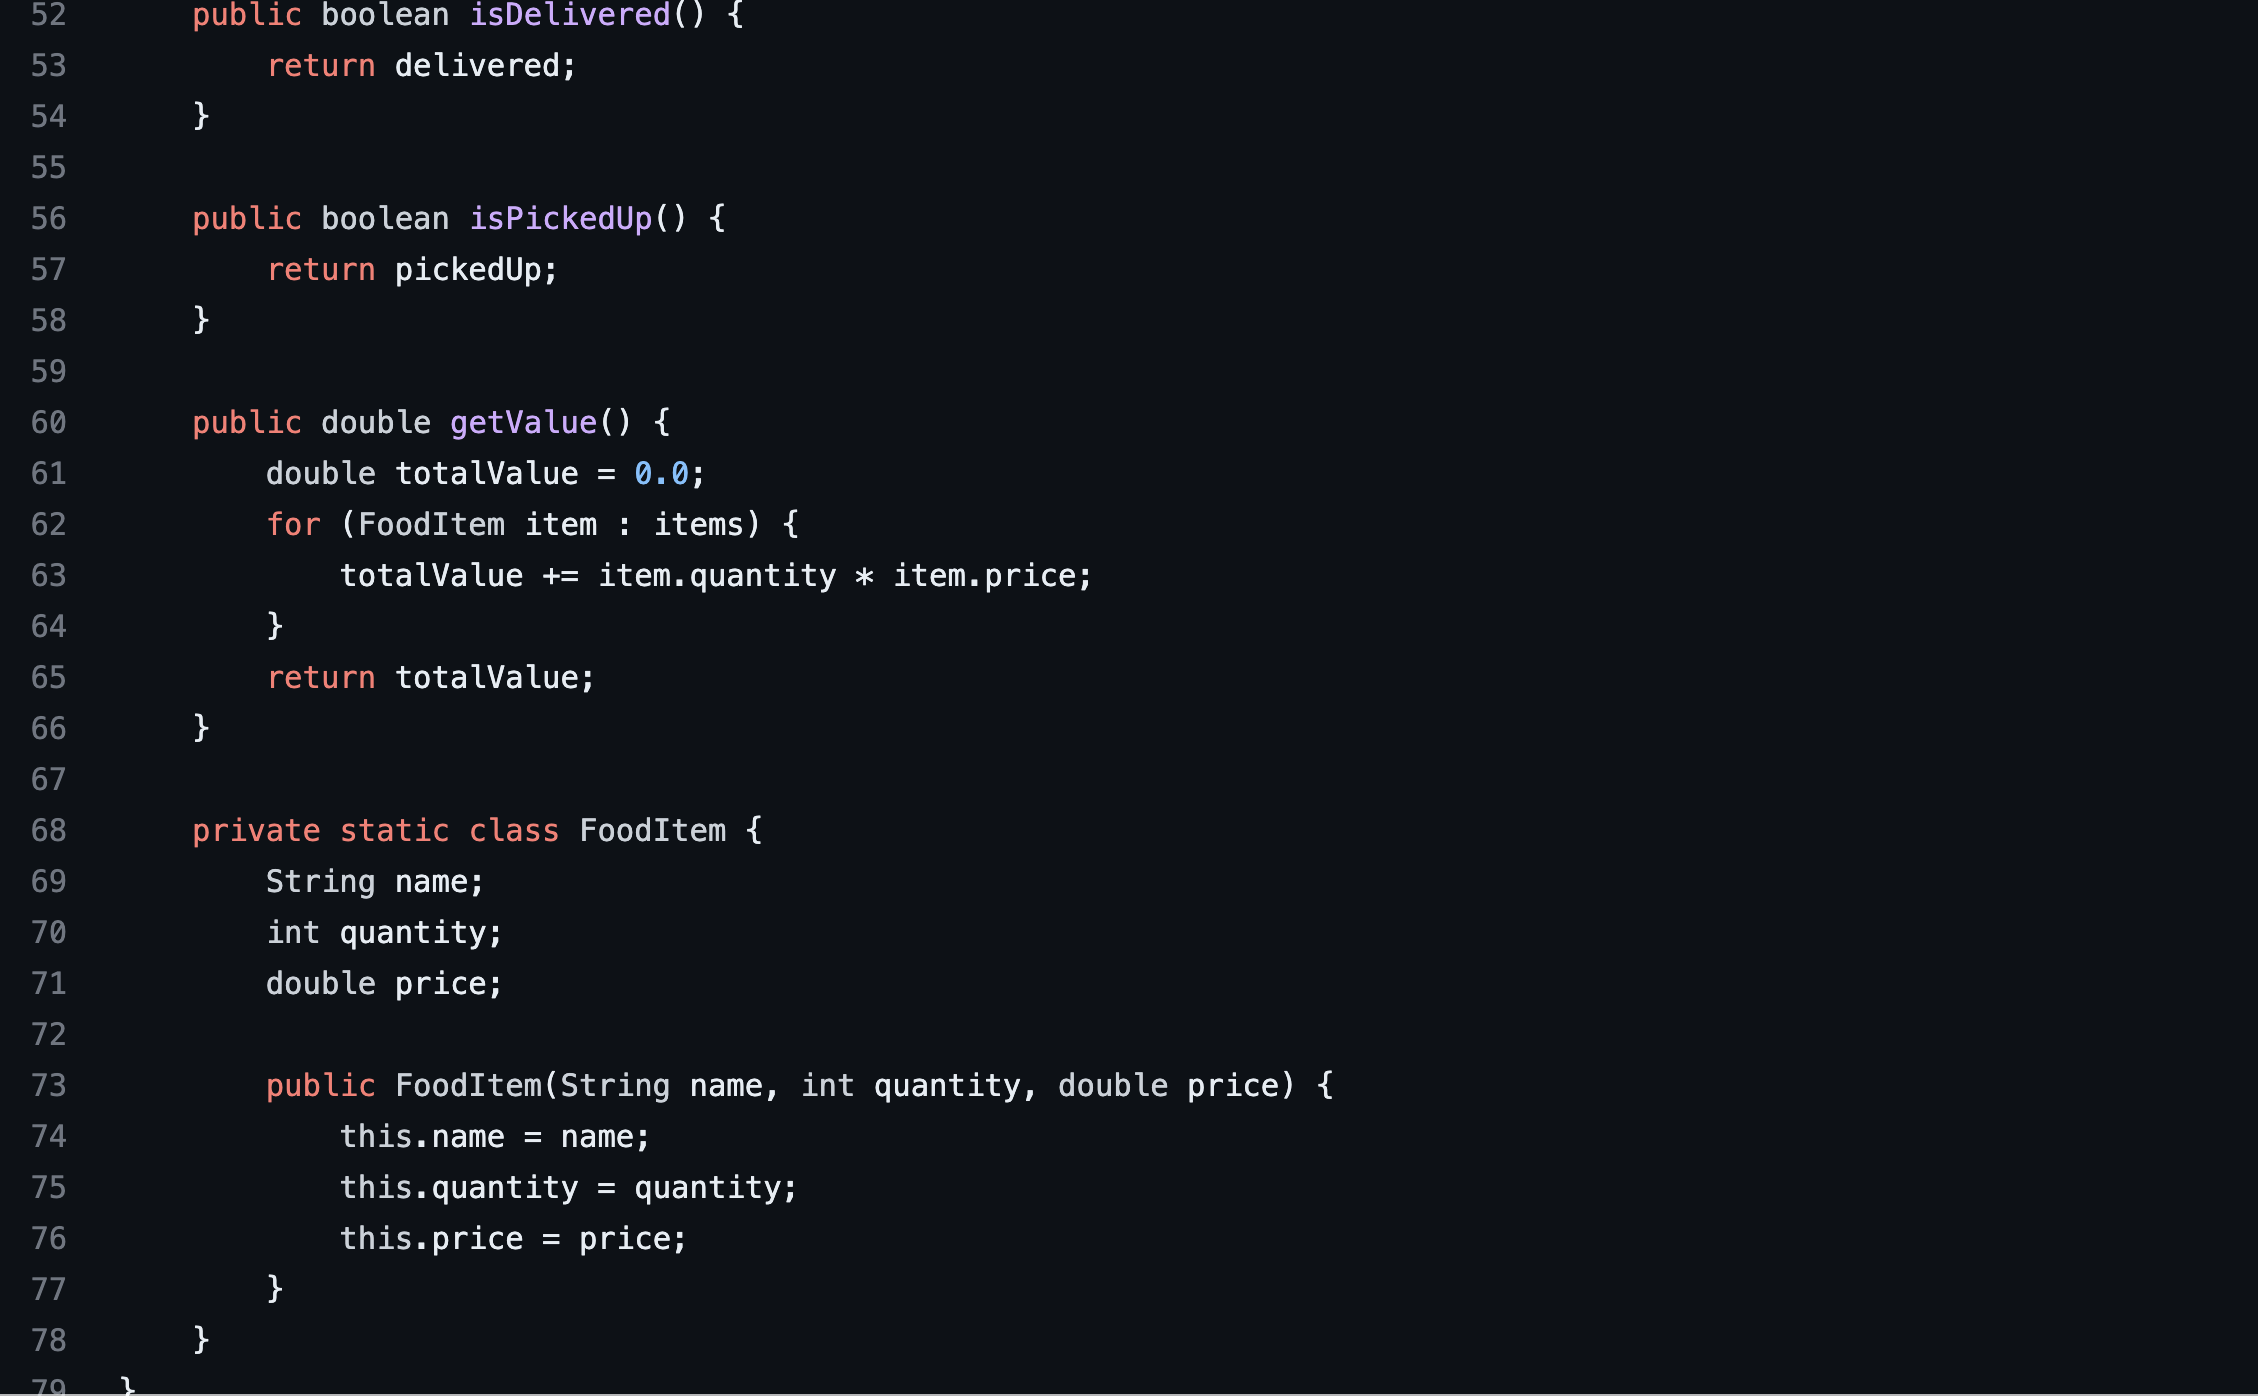 52 public boolean isDelivered() {
53 return delivered;
54 }
55
56 public boolean isPickedUp() {
57 return pickedUp;
58 }
59
60 public double getValue() {
61 double totalValue = 0.0;
62 for (FoodItem item : items) {
63 totalValue += item.quantity * item.price;
64 }
65 return totalValue;
66 }
67
68 private static class FoodItem {
69 String name;
70 int quantity;
71 double price;
72
73 public FoodItem(String name, int quantity, double price) {
74 this.name = name;
75 this.quantity = quantity;
76 this.price = price;
77 }
78 }
79 }